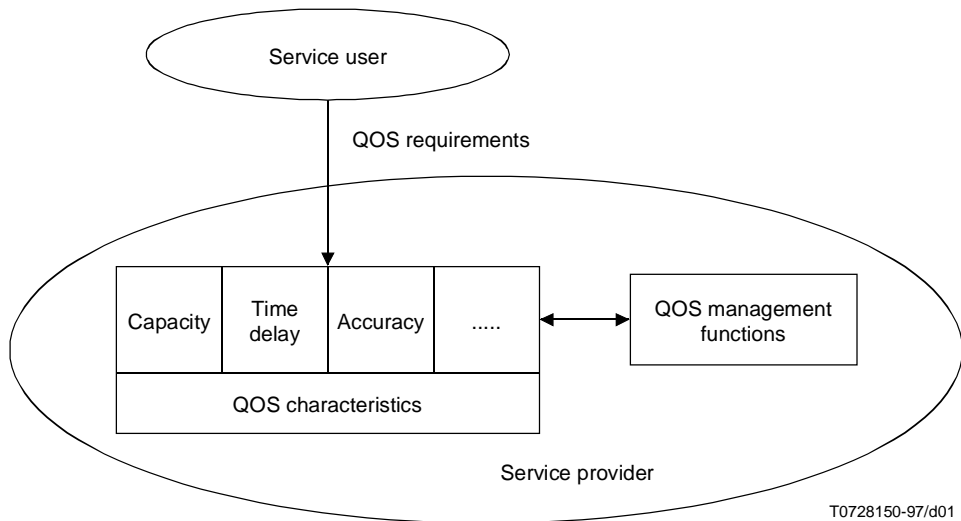 Service user
QOS requirements
Capacity
Time
delay
Accuracy
.....
QOS management
functions
QOS characteristics
Service provider
T0728150-97/d01